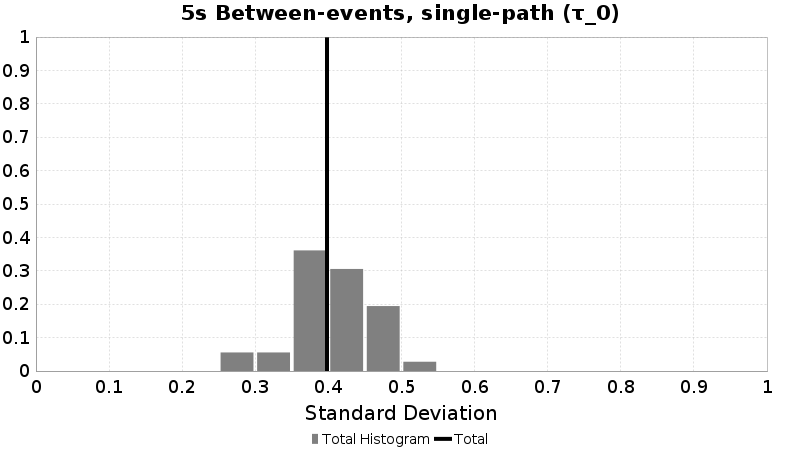 5s Between-events, single-path (τ_0)
1
0.9
0.8
0.7
0.6
0.5
0.4
0.3
0.2
0.1
0
0 0.1 0.2 0.3 0.4 0.5 0.6 0.7 0.8 0.9 1
Standard Deviation
Total Histogram Total